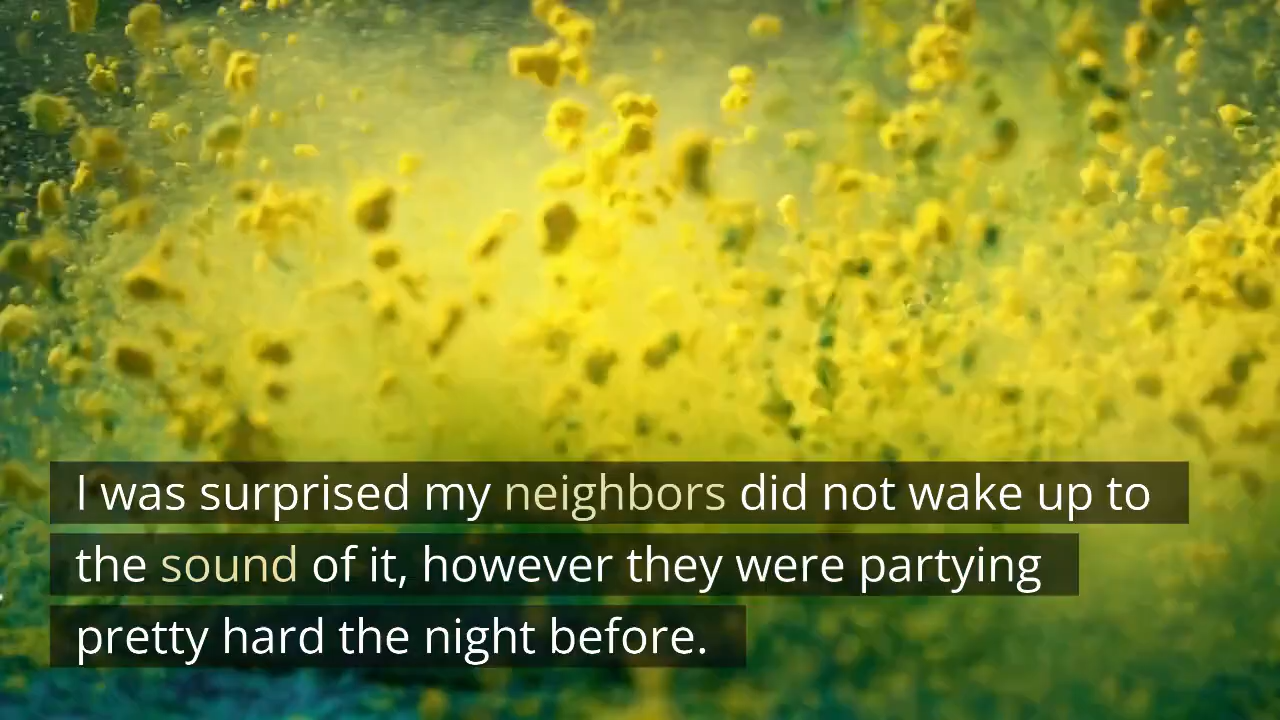 I was surprised my neighbors did not wake up to
the sound of it, however they were partying
pretty hard the night before.